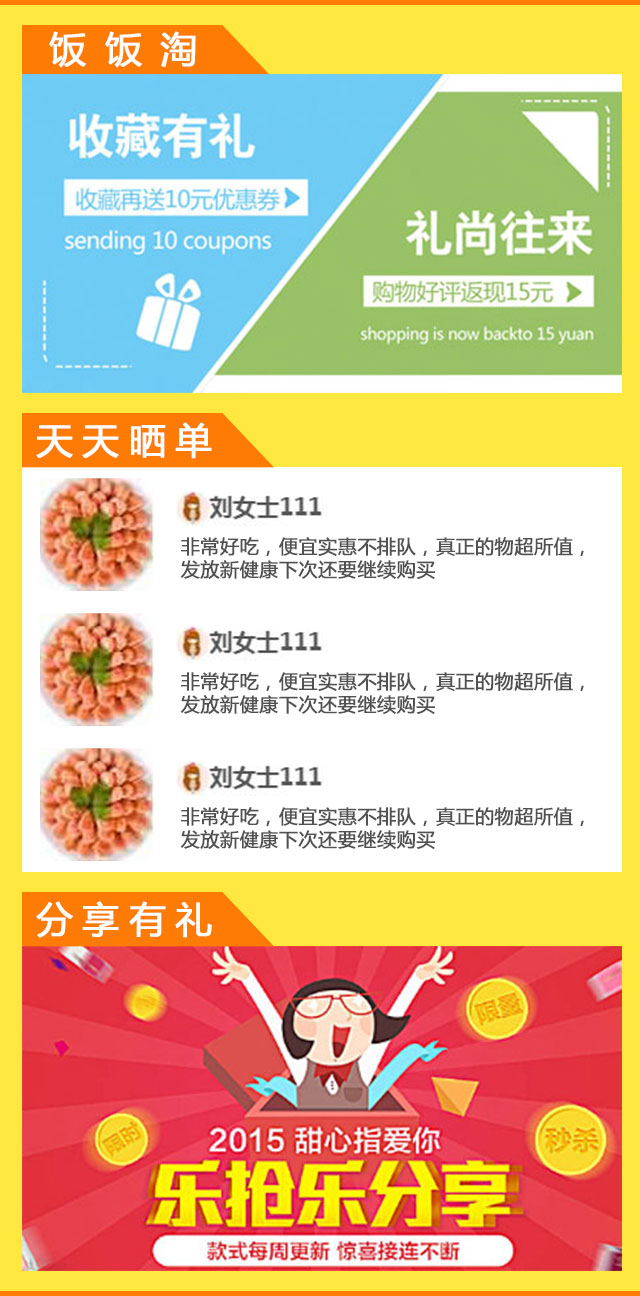 饭饭淘
收藏有礼
收藏再送10元优惠券
sending 10 coupons
礼尚往来
购物好评返现15元
shopping is now backto 15 yuan
天天晒单
刘女士111
非常好吃，便宜实惠不排队，真正的物超所值，
发放新健康下次还要继续购买
刘女士111
非常好吃，便宜实惠不排队，真正的物超所值，
发放新健康下次还要继续购买
刘女士111
非常好吃，便宜实惠不排队，真正的物超所值，
发放新健康下次还要继续购买
分享有礼
限量
秒杀
2015 甜心指爱你
乐抢乐分享
款式每周更新 惊喜接连不断